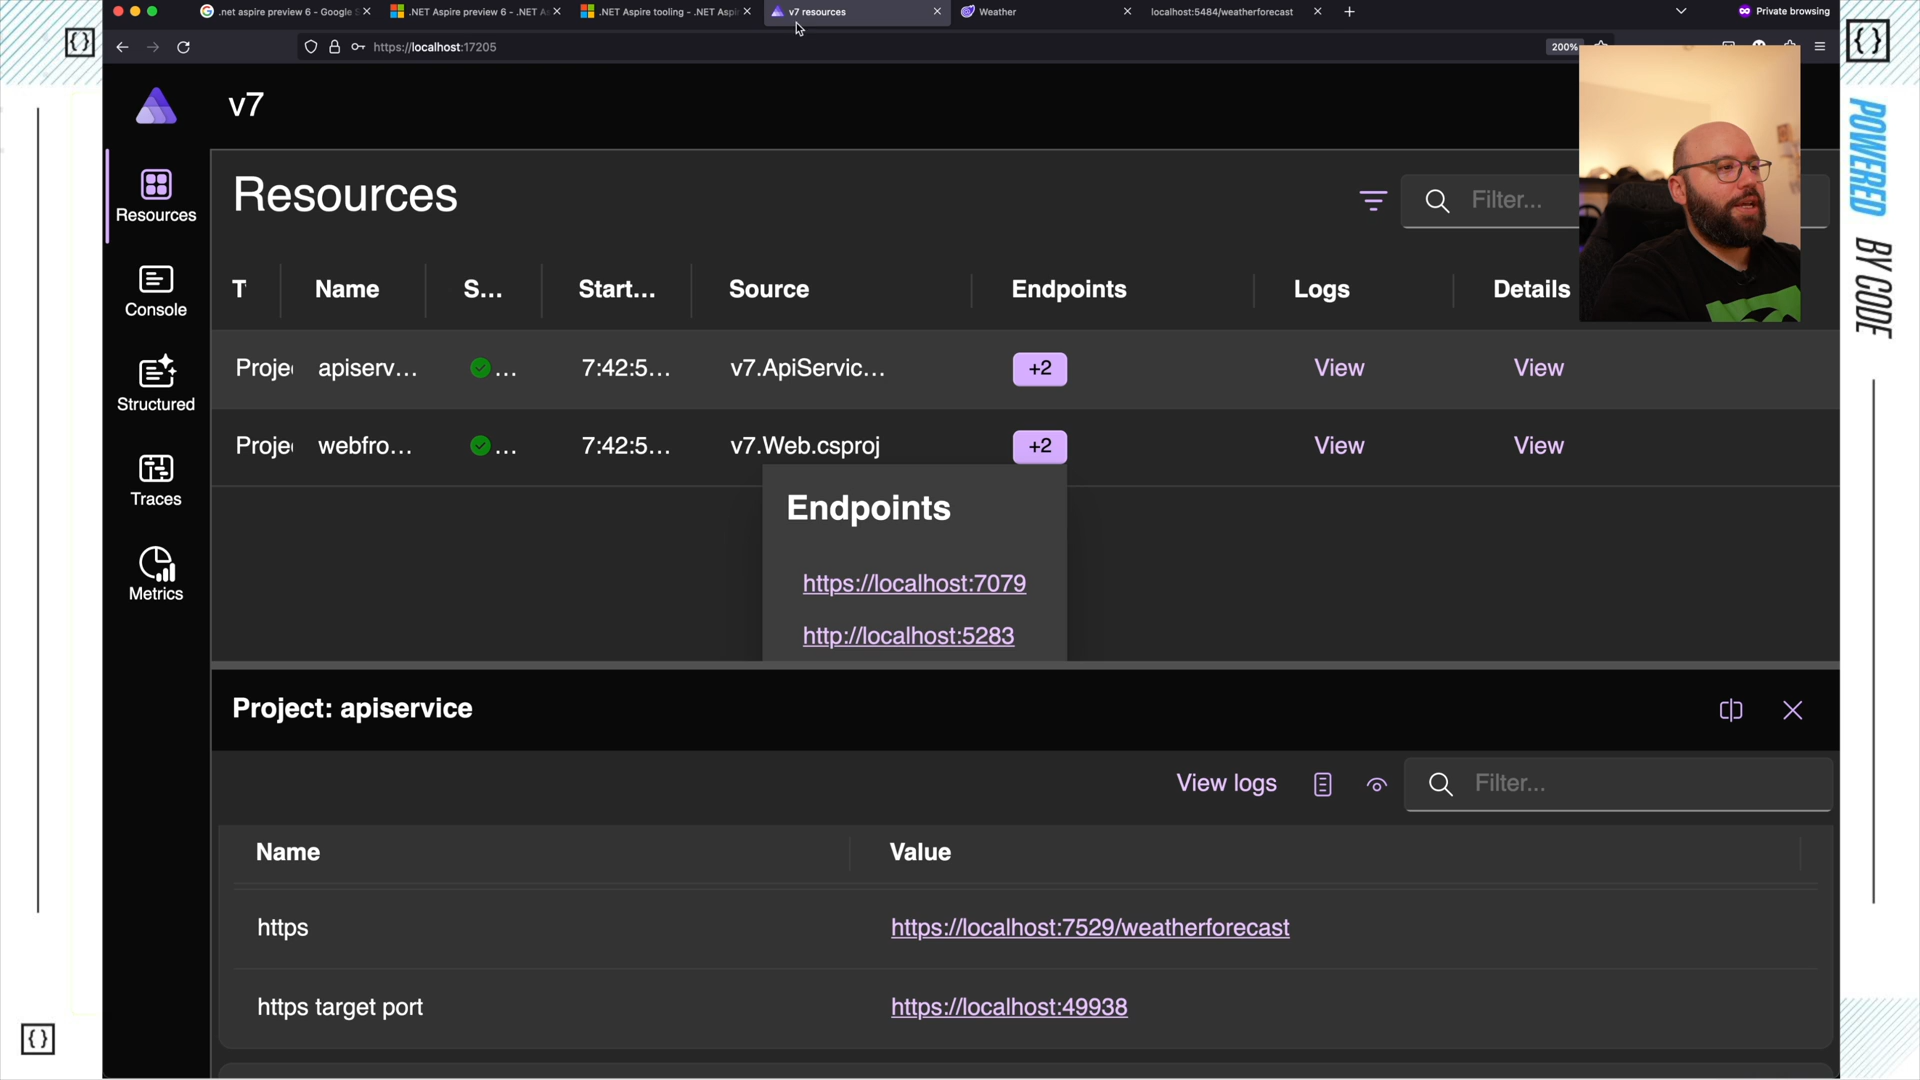 .net aspire preview 6 - Google S
.NET Aspire preview 6 - .NET As
.NET Aspire tooling - .NET Aspi
v7 resources
Weather
localhost:5484/weatherforecast
Private browsing
https://localhost:17205
200%
v7
Resources
Console
Structured
Traces
Metrics
Resources
Filter...
T
Name
S...
Start...
Source
Endpoints
Logs
Details
Proje
apiserv...
...
7:42:5...
v7.ApiServic...
+2
View
View
Proje
webfro...
...
7:42:5...
v7.Web.csproj
+2
View
View
Endpoints
https://localhost:7079
http://localhost:5283
Project: apiservice
View logs
Filter...
Name
Value
https
https://localhost:7529/weatherforecast
https target port
https://localhost:49938
{}
{}
{}
POWERED BY CODE